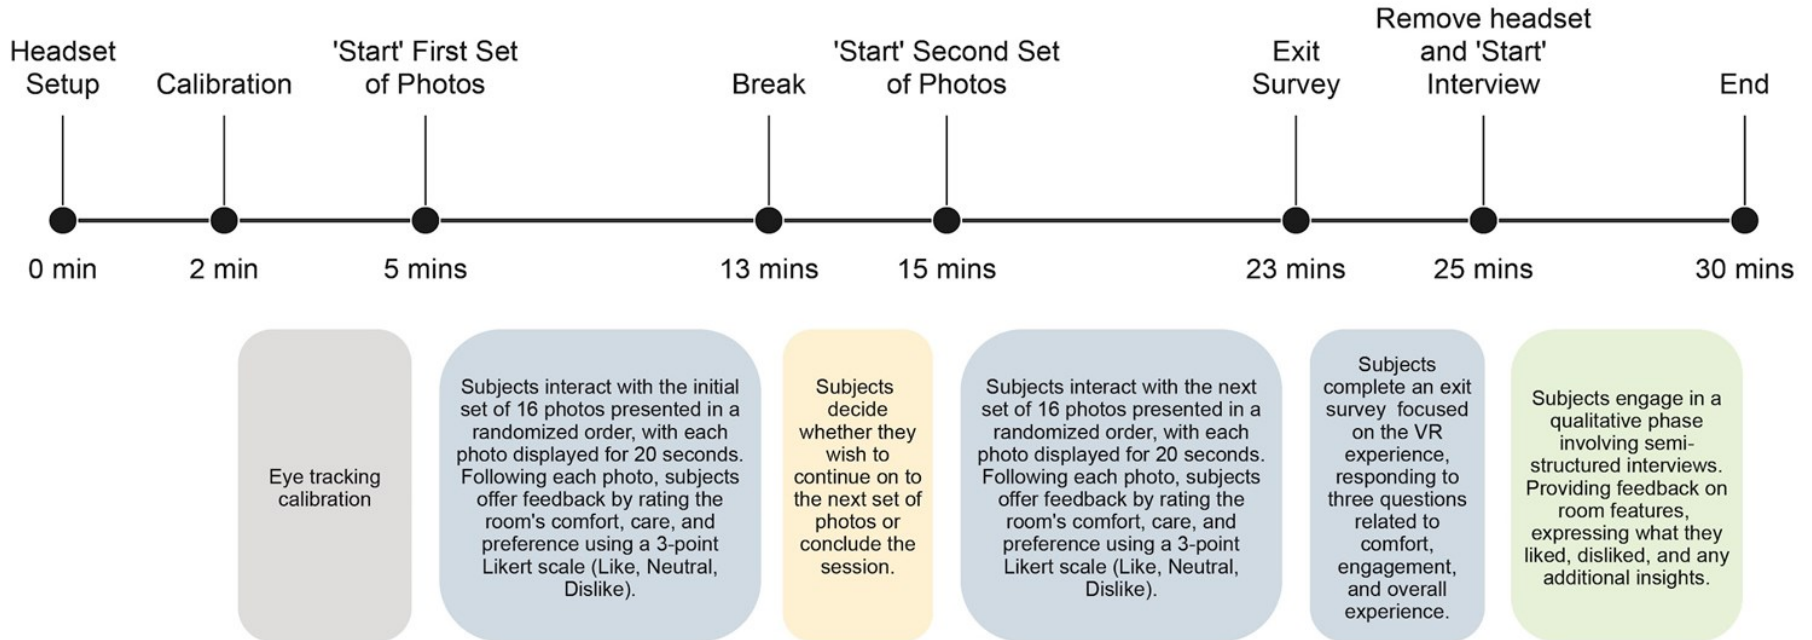 Headset
Setup
Calibration
'Start' First Set
of Photos
Break
'Start' Second Set
of Photos
Exit
Survey
Remove headset
and 'Start'
Interview
End
0 min
2 min
5 mins
13 mins
15 mins
23 mins
25 mins
30 mins
Eye tracking
calibration
Subjects interact with the initial
set of 16 photos presented in a
randomized order, with each
photo displayed for 20 seconds.
Following each photo, subjects
offer feedback by rating the
room's comfort, care, and
preference using a 3-point
Likert scale (Like, Neutral,
Dislike).
Subjects
decide
whether they
wish to
continue on to
the next set of
photos or
conclude the
session.
Subjects interact with the next
set of 16 photos presented in a
randomized order, with each
photo displayed for 20 seconds.
Following each photo, subjects
offer feedback by rating the
room's comfort, care, and
preference using a 3-point
Likert scale (Like, Neutral,
Dislike).
Subjects
complete an exit
survey focused
on the VR
experience,
responding to
three questions
related to
comfort,
engagement,
and overall
experience.
Subjects engage in a
qualitative phase
involving semi-
structured interviews.
Providing feedback on
room features,
expressing what they
liked, disliked, and any
additional insights.